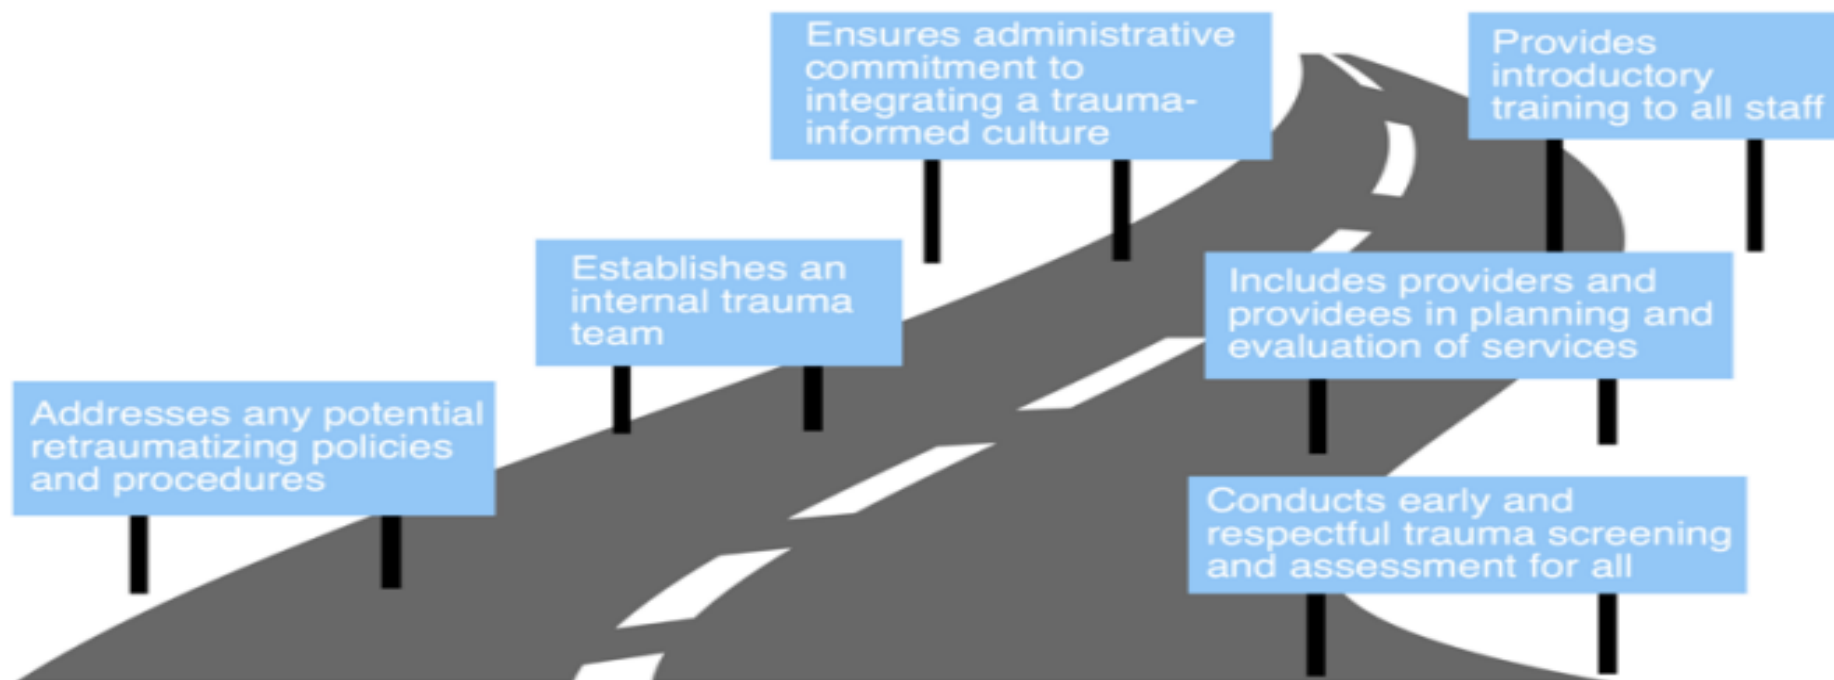 Ensures administrative
commitment to
integrating a trauma-
informed culture
Provides
introductory
training to all staff
Establishes an
internal trauma
team
Includes providers and
providees in planning and
evaluation of services
Addresses any potential
retraumatizing policies
and procedures
Conducts early and
respectful trauma screening
and assessment for all